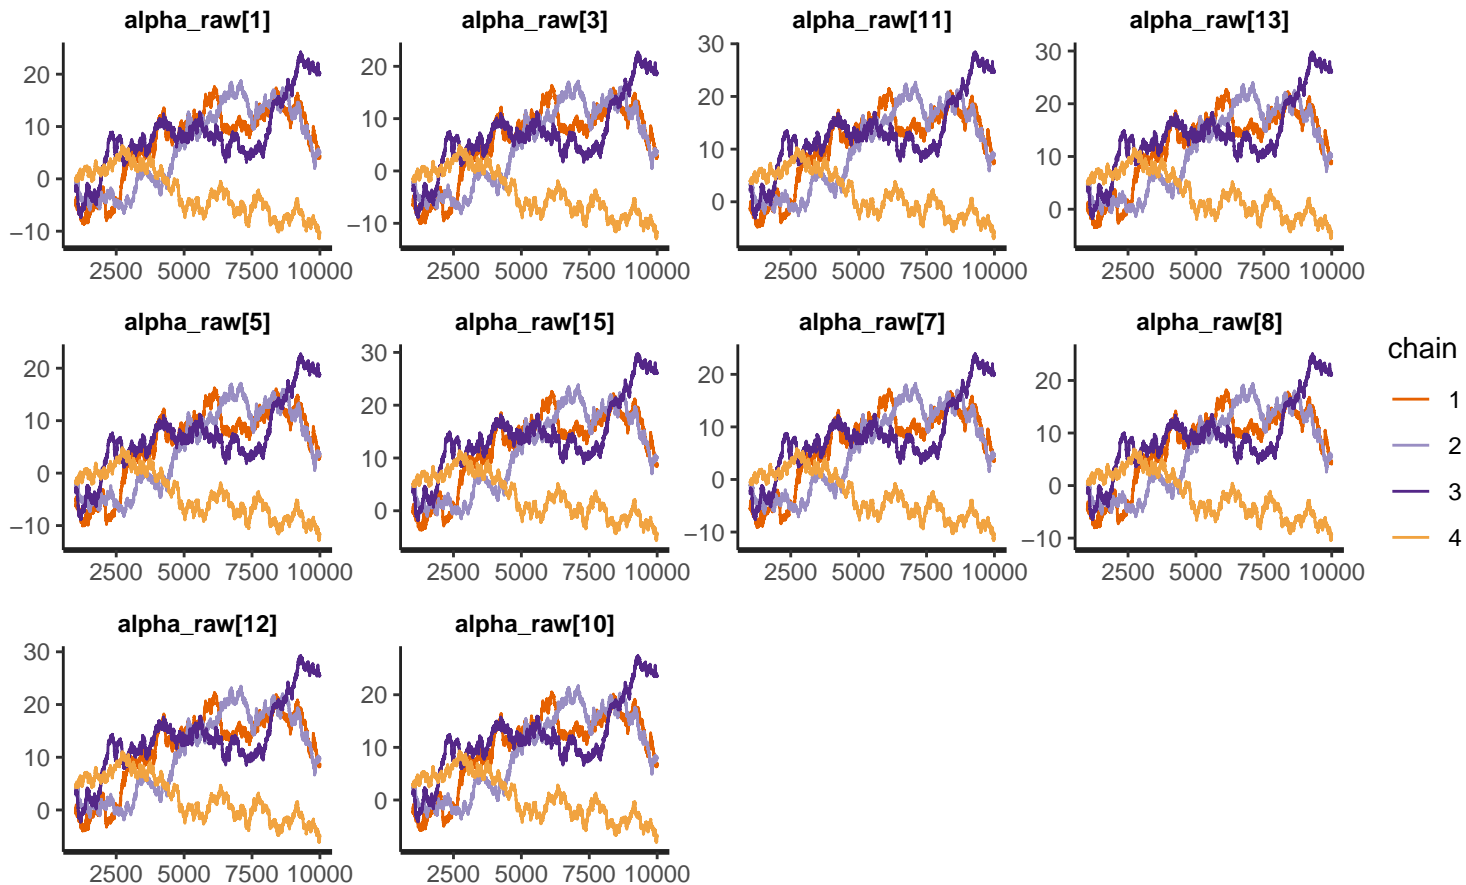 alpha_raw[1] alpha_raw[3] alpha_raw[11] alpha_raw[13]
20 20 30 30
10 10 20 20
0 0 10 10
−10 −10 0 0
2500 5000 7500 10000 2500 5000 7500 10000 2500 5000 7500 10000 2500 5000 7500 10000
alpha_raw[5] alpha_raw[15] alpha_raw[7] alpha_raw[8]
20 30 20 20
10 20 10 10
0 10 0 0
−10 0 −10 −10
2500 5000 7500 10000 2500 5000 7500 10000 2500 5000 7500 10000 2500 5000 7500 10000
chain
1
2
3
4
alpha_raw[12] alpha_raw[10]
30 20
20 10
10 0
0
2500 5000 7500 10000 2500 5000 7500 10000